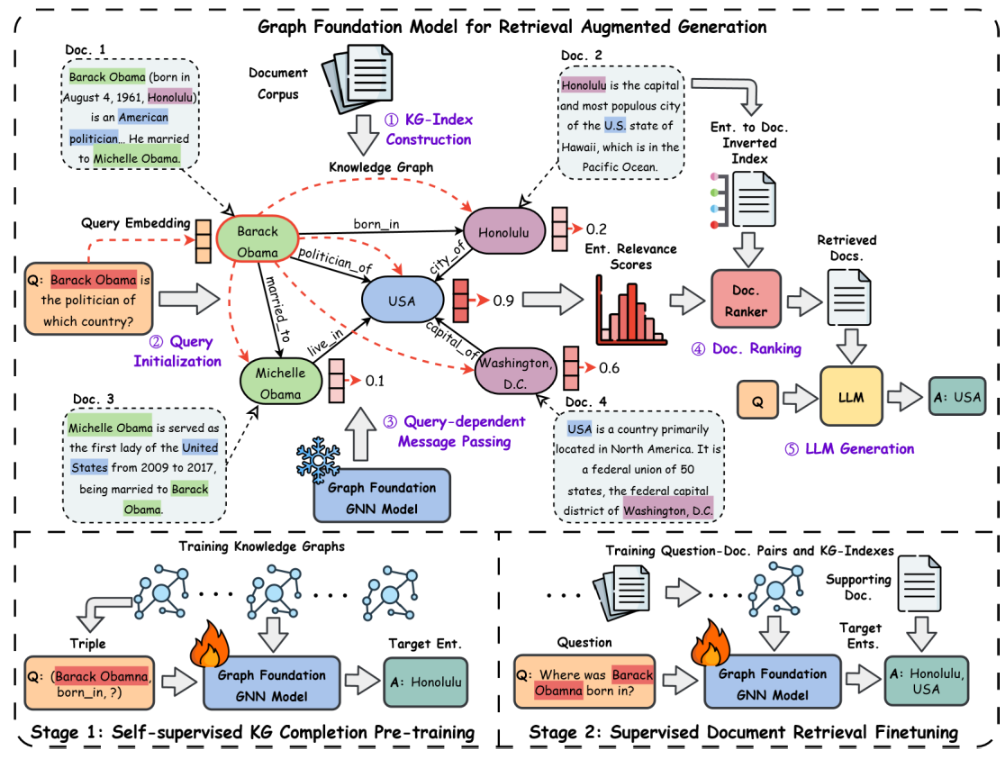 Graph Foundation Model for Retrieval Augmented Generation
Doc. 1
Barack Obama (born in
August 4, 1961, Honolulu)
is an American
politician... He married
to Michelle Obama.
Document
Corpus
① KG-Index
Construction
Knowledge Graph
Doc. 2
Honolulu is the capital
and most populous city
of the U.S. state of
Hawaii, which is in the
Pacific Ocean.
Ent. to Doc.
Inverted
Index
Query Embedding
Q: Barack Obama is
the politician of
which country?
② Query
Initialization
Barack
Obama
born_in
politician_of
married_to
live_in
city_of
capital_of
Honolulu
0.2
USA
0.9
Michelle
Obama
0.1
Washington,
D.C.
0.6
Ent. Relevance
Scores
Doc.
Ranker
Retrieved
Docs.
④ Doc. Ranking
Q
LLM
A: USA
⑤ LLM Generation
Doc. 3
Michelle Obama is served as
the first lady of the United
States from 2009 to 2017,
being married to Barack
Obama.
③ Query-dependent
Message Passing
Graph Foundation
GNN Model
Doc. 4
USA is a country primarily
located in North America. It is
a federal union of 50
states, the federal capital
district of Washington, D.C.
Training Knowledge Graphs
Triple
Q: (Barack Obamna,
born_in, ?)
Graph Foundation
GNN Model
Target Ent.
A: Honolulu
Stage 1: Self-supervised KG Completion Pre-training
Training Question-Doc. Pairs and KG-Indexes
Supporting
Doc.
Question
Q: Where was Barack
Obamna born in?
Graph Foundation
GNN Model
Target
Ents.
A: Honolulu,
USA
Stage 2: Supervised Document Retrieval Finetuning